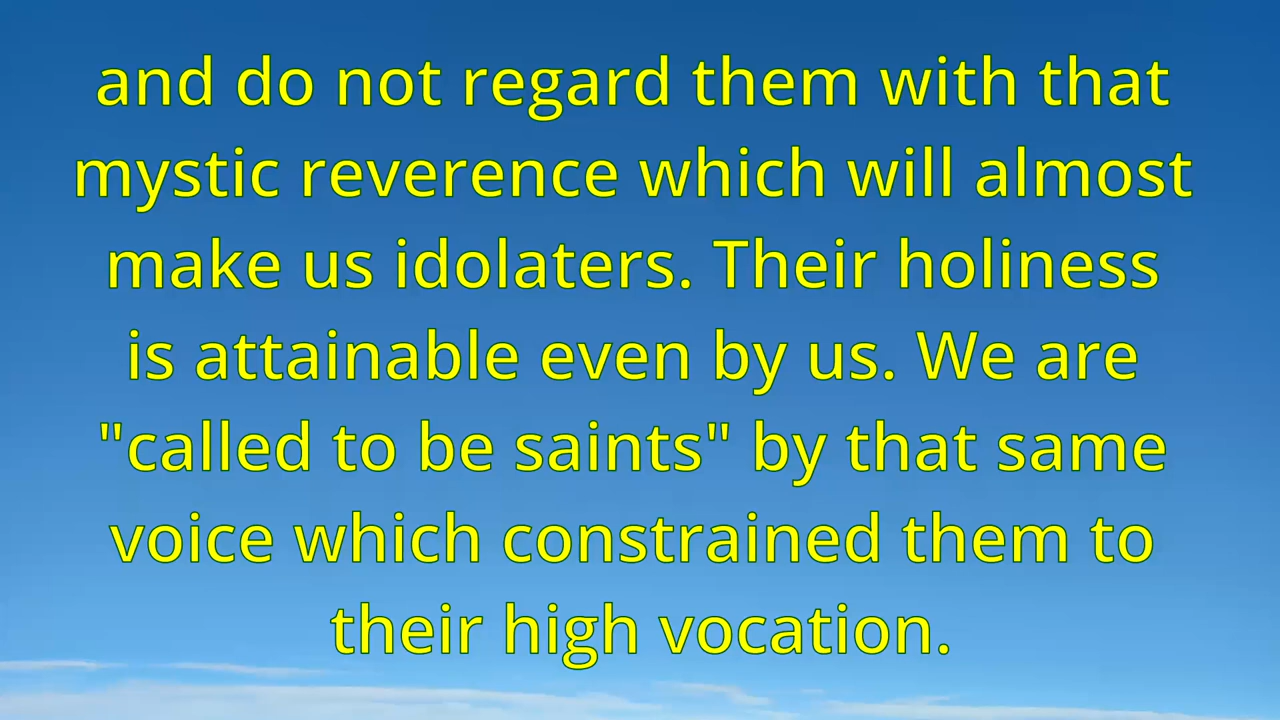 and do not regard them with that
mystic reverence which will almost
make us idolaters. Their holiness
is attainable even by us. We are
"called to be saints" by that same
voice which constrained them to
their high vocation.